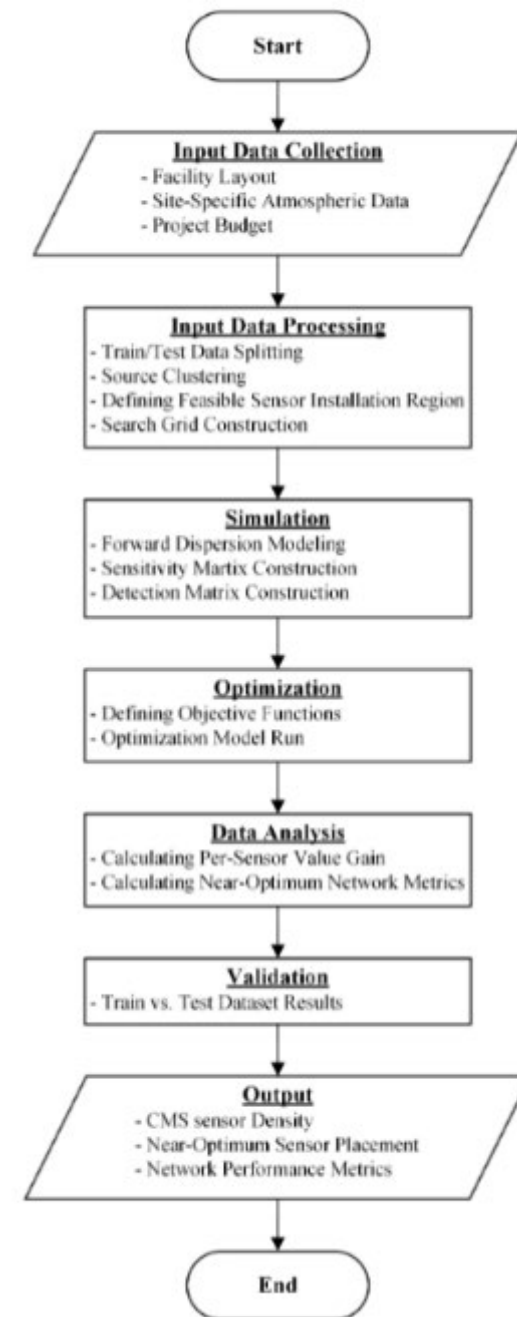 Start
Input Data Collection
- Facility Layout
- Site-Specific Atmospheric Data
- Project Budget
Input Data Processing
- Train/Test Data Splitting
- Source Clustering
- Defining Feasible Sensor Installation Region
- Search Grid Construction
Simulation
- Forward Dispersion Modeling
- Sensitivity Martix Construction
- Detection Matrix Construction
Optimization
- Defining Objective Functions
- Optimization Model Run
Data Analysis
- Calculating Per-Sensor Value Gain
- Calculating Near-Optimum Network Metrics
Validation
- Train vs. Test Dataset Results
Output
- CMS sensor Density
- Near-Optimum Sensor Placement
- Network Performance Metrics
End